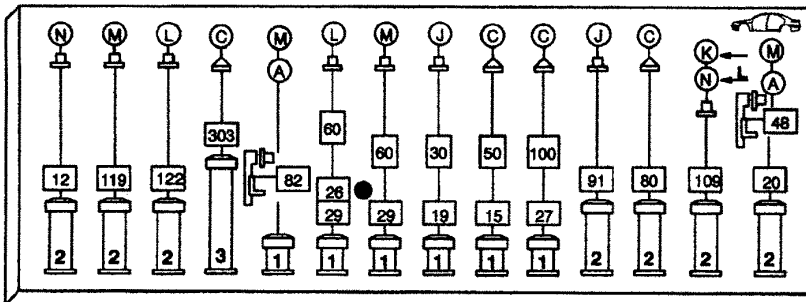 N M L C M L M J C C J C K M
A N L A
303 60 60 30 50 100 48
12 119 122 82 26 91 80 109 20
29 29 19 15 27
2 2 2 3 1 1 1 1 1 1 2 2 2 2